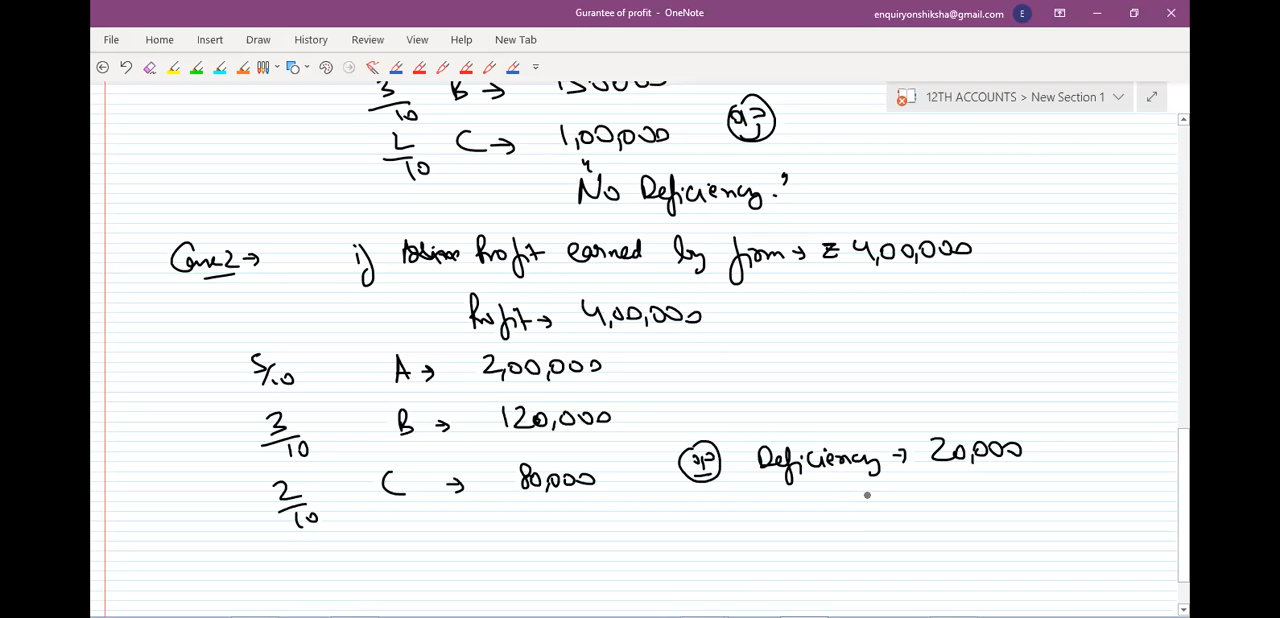 Gurantee of profit - OneNote
enquiryonshiksha@gmail.com E
File Home Insert Draw History Review View Help New Tab
12TH ACCOUNTS > New Section 1
3/10 B → 150000
2/10 C → 1,00,000
"No Deficiency."
Case 2 → i) Profit earned by firm → ₹ 4,00,000
Profit → 4,00,000
5/10 A → 2,00,000
3/10 B → 120,000
2/10 C → 80,000 Deficiency → 20,000